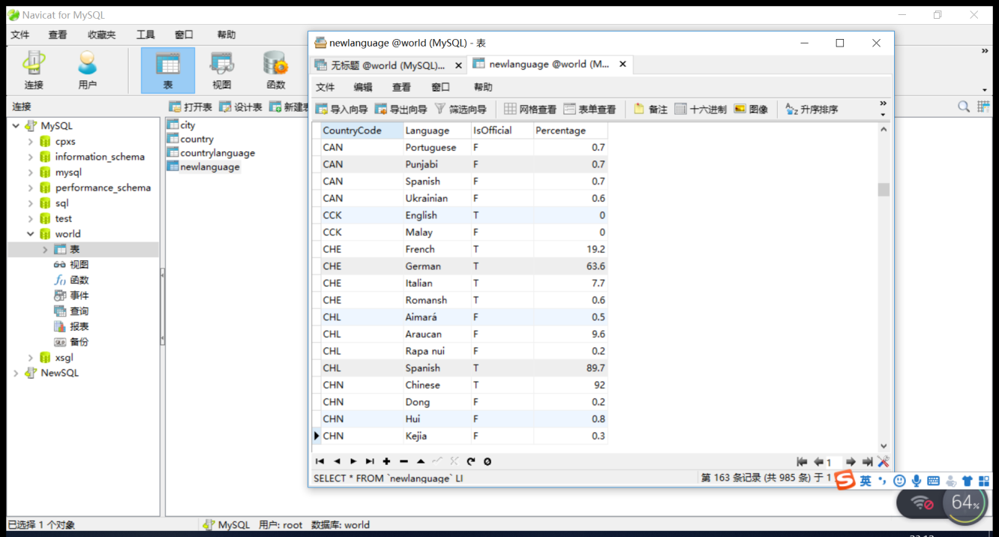 Navicat for MySQL
文件 查看 收藏夹 工具 窗口 帮助
连接 用户 表 视图 函数
连接
打开表 设计表 新建表
MySQL
cpxs
information_schema
mysql
performance_schema
sql
test
world
表
视图
函数
事件
查询
报表
备份
xsgl
NewSQL
city
country
countrylanguage
newlanguage
newlanguage @world (MySQL) - 表
无标题 @world (MySQL)... newlanguage @world (M...
文件 编辑 查看 窗口 帮助
导入向导 导出向导 筛选向导 网格查看 表单查看 备注 十六进制 图像 升序排序
CountryCode Language IsOfficial Percentage
CAN Portuguese F 0.7
CAN Punjabi F 0.7
CAN Spanish F 0.7
CAN Ukrainian F 0.6
CCK English T 0
CCK Malay F 0
CHE French T 19.2
CHE German T 63.6
CHE Italian T 7.7
CHE Romansh T 0.6
CHL Aimará F 0.5
CHL Araucan F 9.6
CHL Rapa nui F 0.2
CHL Spanish T 89.7
CHN Chinese T 92
CHN Dong F 0.2
CHN Hui F 0.8
CHN Kejia F 0.3
1
SELECT * FROM `newlanguage` LI 第 163 条记录 (共 985 条) 于 1
英
64%
已选择 1 个对象 MySQL 用户: root 数据库: world